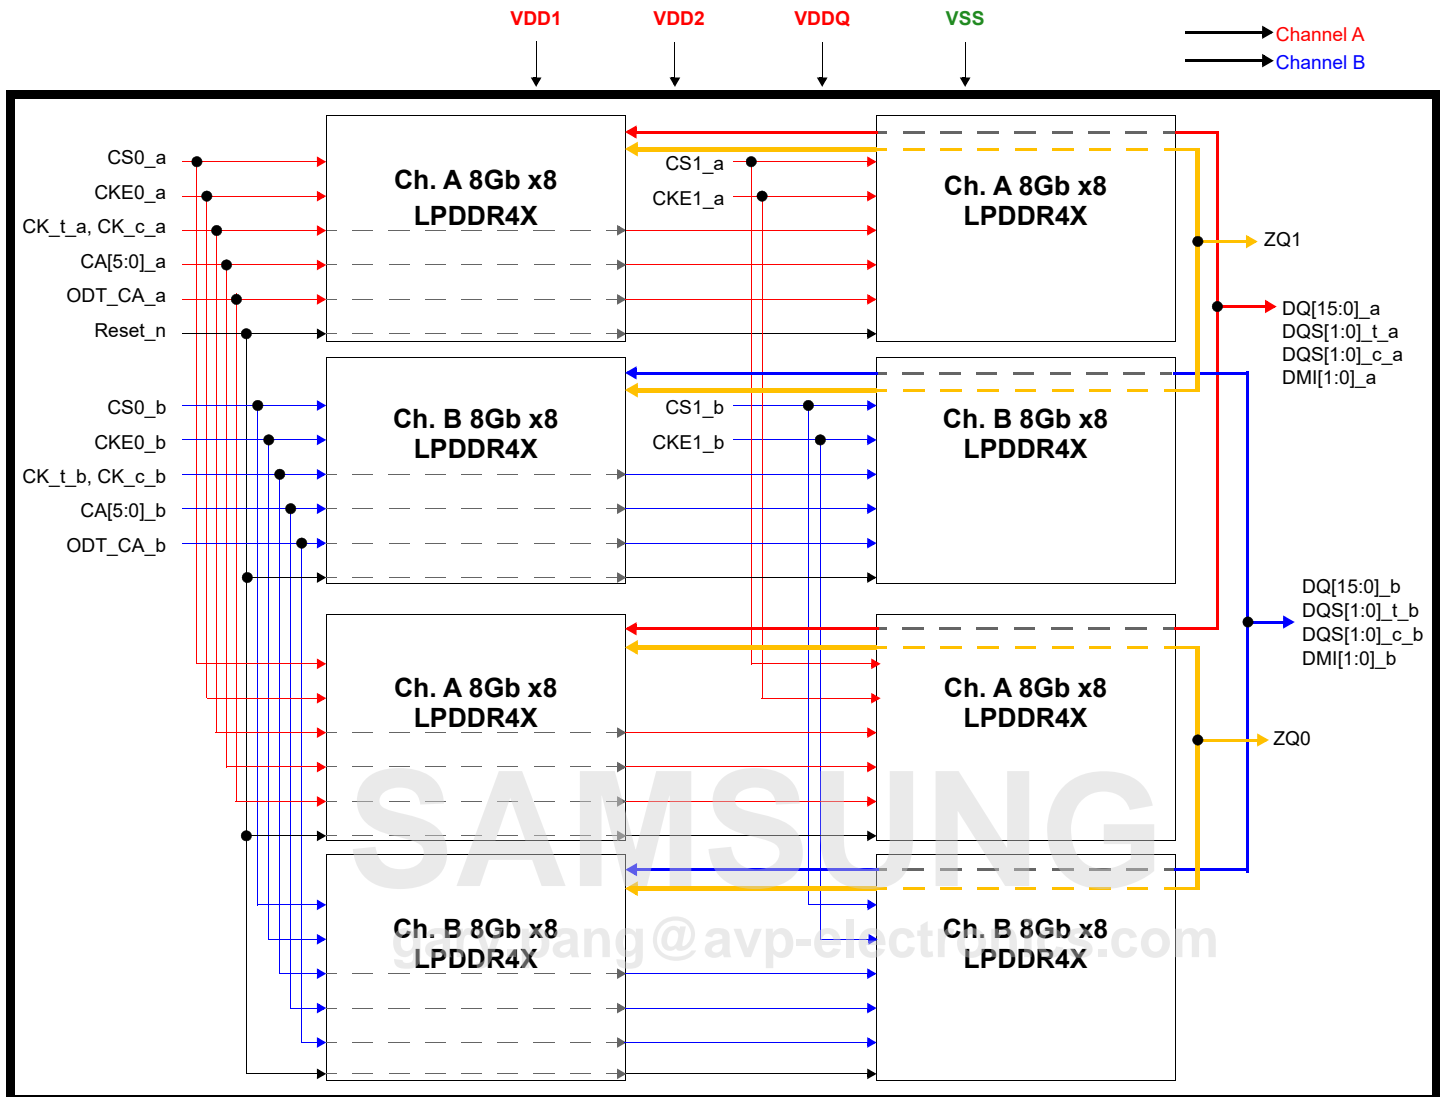 VDD1 VDD2 VDDQ VSS
Channel A
Channel B
CS0_a
CKE0_a
CK_t_a, CK_c_a
CA[5:0]_a
ODT_CA_a
Reset_n
Ch. A 8Gb x8
LPDDR4X
CS1_a
CKE1_a
Ch. A 8Gb x8
LPDDR4X
ZQ1
DQ[15:0]_a
DQS[1:0]_t_a
DQS[1:0]_c_a
DMI[1:0]_a
CS0_b
CKE0_b
CK_t_b, CK_c_b
CA[5:0]_b
ODT_CA_b
Ch. B 8Gb x8
LPDDR4X
CS1_b
CKE1_b
Ch. B 8Gb x8
LPDDR4X
DQ[15:0]_b
DQS[1:0]_t_b
DQS[1:0]_c_b
DMI[1:0]_b
Ch. A 8Gb x8
LPDDR4X
Ch. A 8Gb x8
LPDDR4X
ZQ0
SAMSUNG
Ch. B 8Gb x8
LPDDR4X
Ch. B 8Gb x8
LPDDR4X